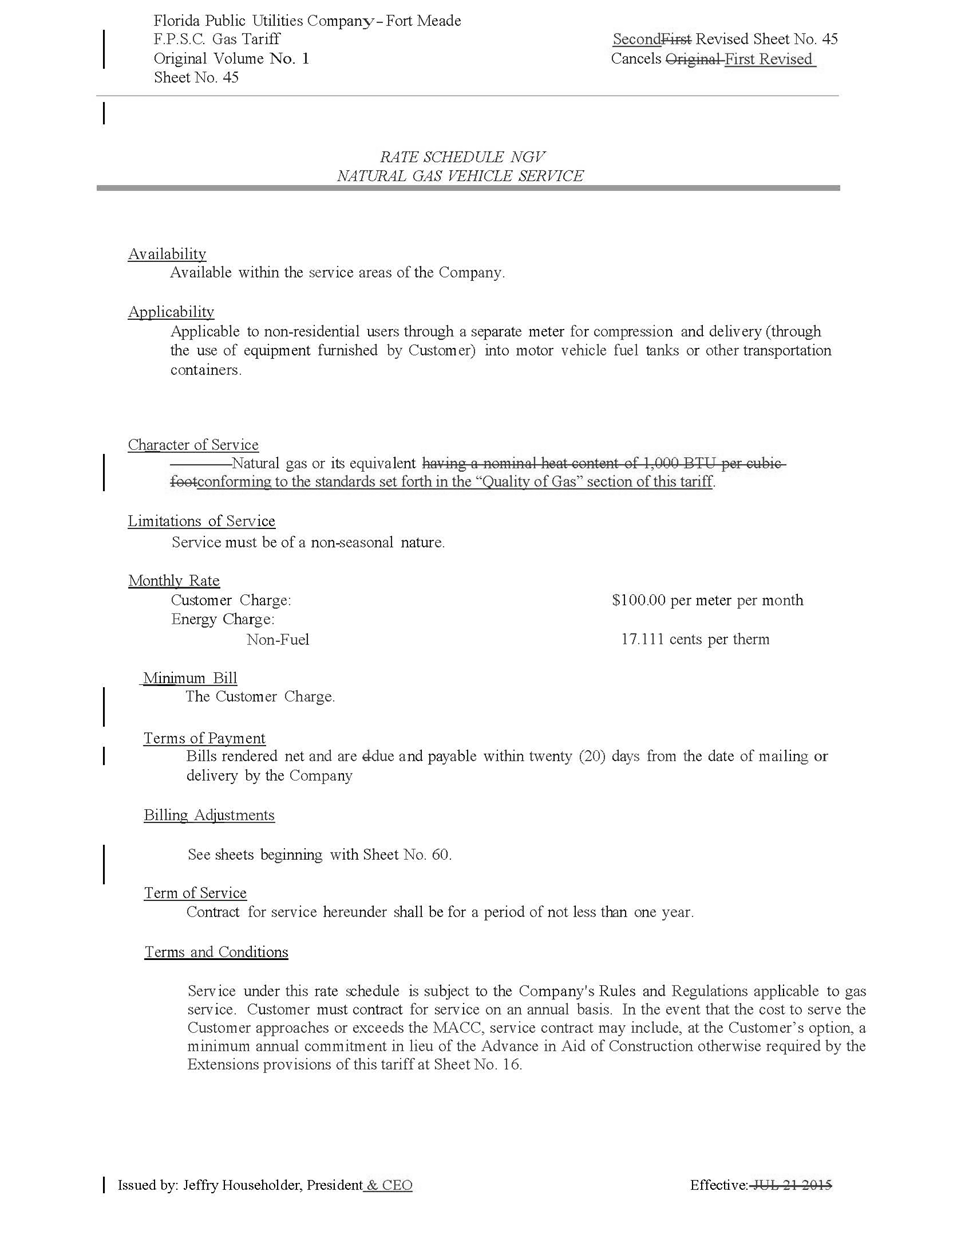 Florida Public Utilities Company – Fort Meade
F.P.S.C. Gas Tariff
SecondFirst Revised Sheet No. 45
Original Volume No. 1
Cancels Original First Revised
Sheet No. 45
RATE SCHEDULE NGV
NATURAL GAS VEHICLE SERVICE
Availability
Available within the service areas of the Company.
Applicability
Applicable to non-residential users through a separate meter for compression and delivery (through
the use of equipment furnished by Customer) into motor vehicle fuel tanks or other transportation
containers.
Character of Service
Natural gas or its equivalent having a nominal heat content of 1,000 BTU per cubic
footconforming to the standards set forth in the “Quality of Gas” section of this tariff.
Limitations of Service
Service must be of a non-seasonal nature.
Monthly Rate
Customer Charge: $100.00 per meter per month
Energy Charge:
Non-Fuel 17.111 cents per therm
Minimum Bill
The Customer Charge.
Terms of Payment
Bills rendered net and are ddue and payable within twenty (20) days from the date of mailing or
delivery by the Company
Billing Adjustments
See sheets beginning with Sheet No. 60.
Term of Service
Contract for service hereunder shall be for a period of not less than one year.
Terms and Conditions
Service under this rate schedule is subject to the Company's Rules and Regulations applicable to gas
service. Customer must contract for service on an annual basis. In the event that the cost to serve the
Customer approaches or exceeds the MACC, service contract may include, at the Customer’s option, a
minimum annual commitment in lieu of the Advance in Aid of Construction otherwise required by the
Extensions provisions of this tariff at Sheet No. 16.
Issued by: Jeffry Householder, President & CEO
Effective: JUL 21 2015